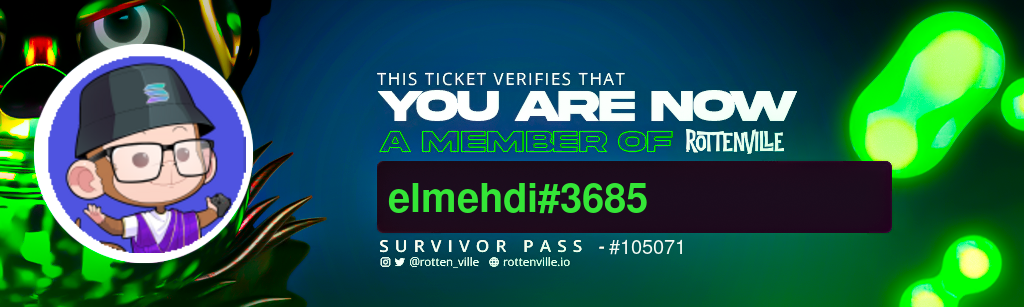 THIS TICKET VERIFIES THAT
YOU ARE NOW
A MEMBER OF ROTTENVILLE
elmehdi#3685
SURVIVOR PASS - #105071
@rotten_ville rottenville.io